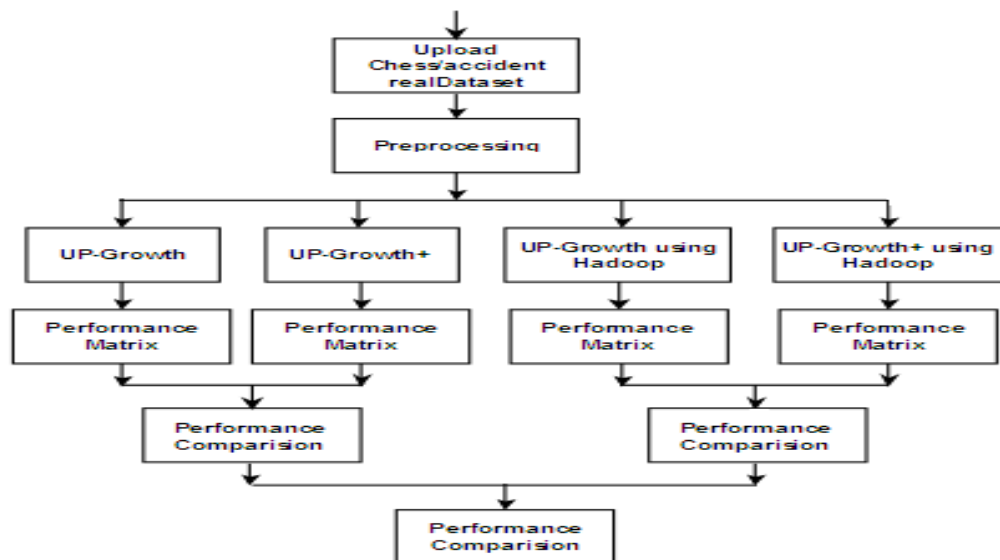 Upload
Chess/accident
realDataset
Preprocessing
UP-Growth
UP-Growth+
UP-Growth using
Hadoop
UP-Growth+ using
Hadoop
Performance
Matrix
Performance
Matrix
Performance
Matrix
Performance
Matrix
Performance
Comparision
Performance
Comparision
Performance
Comparision